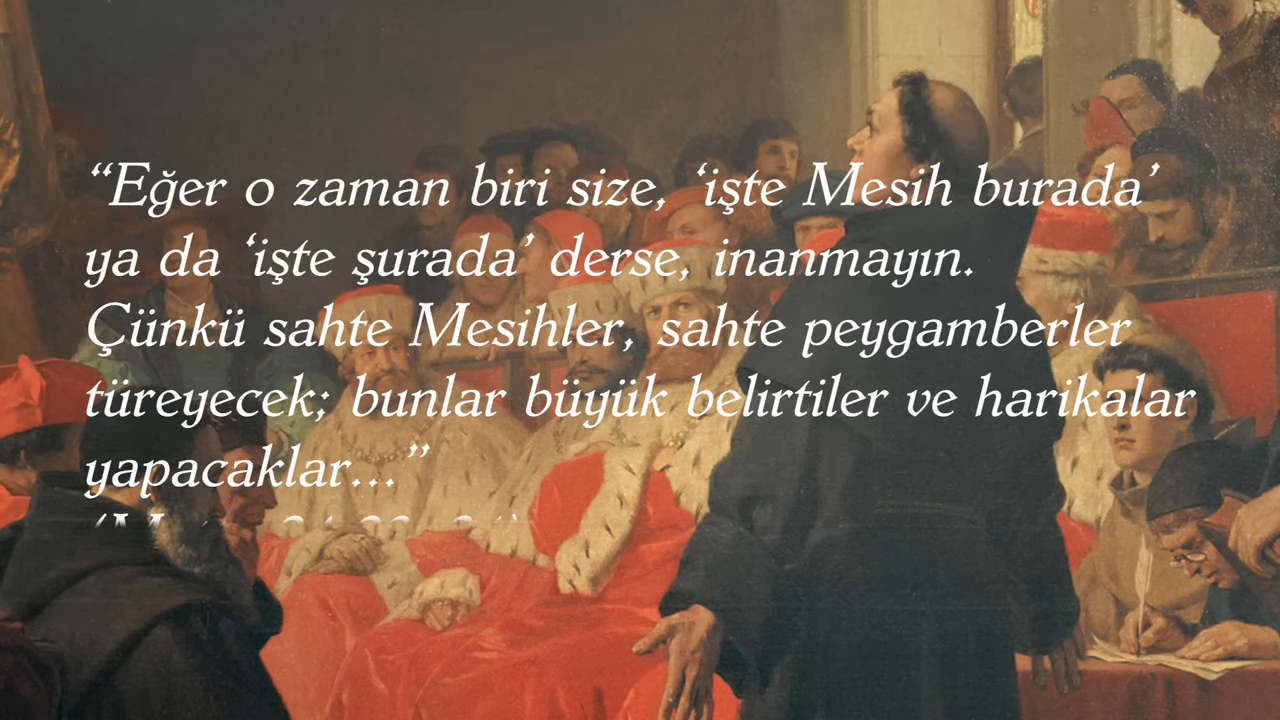 “Eğer o zaman biri size, ‘işte Mesih burada’
ya da ‘işte şurada’ derse, inanmayın.
Çünkü sahte Mesihler, sahte peygamberler
türeyecek; bunlar büyük belirtiler ve harikalar
yapacaklar...”